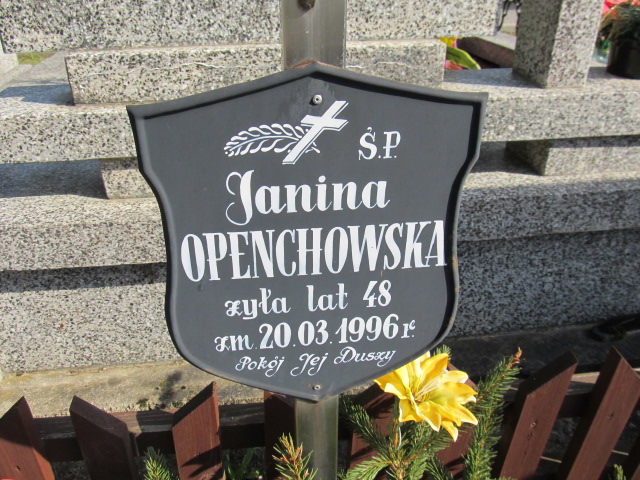 Ś.P.
Janina
OPENCHOWSKA
żyła lat 48
zm. 20.03.1996 r.
Pokój Jej Duszy